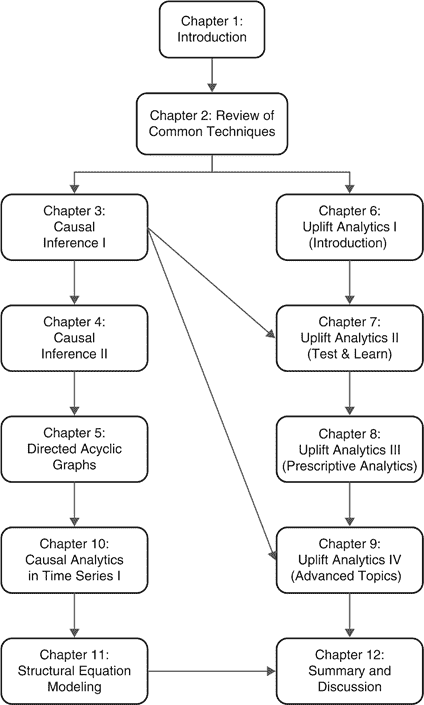 Chapter 1:
Introduction
Chapter 2: Review of
Common Techniques
Chapter 3:
Causal
Inference I
Chapter 6:
Uplift Analytics I
(Introduction)
Chapter 4:
Causal
Inference II
Chapter 7:
Uplift Analytics II
(Test & Learn)
Chapter 5:
Directed Acyclic
Graphs
Chapter 8:
Uplift Analytics III
(Prescriptive Analytics)
Chapter 10:
Causal Analytics
in Time Series I
Chapter 9:
Uplift Analytics IV
(Advanced Topics)
Chapter 11:
Structural Equation
Modeling
Chapter 12:
Summary and
Discussion